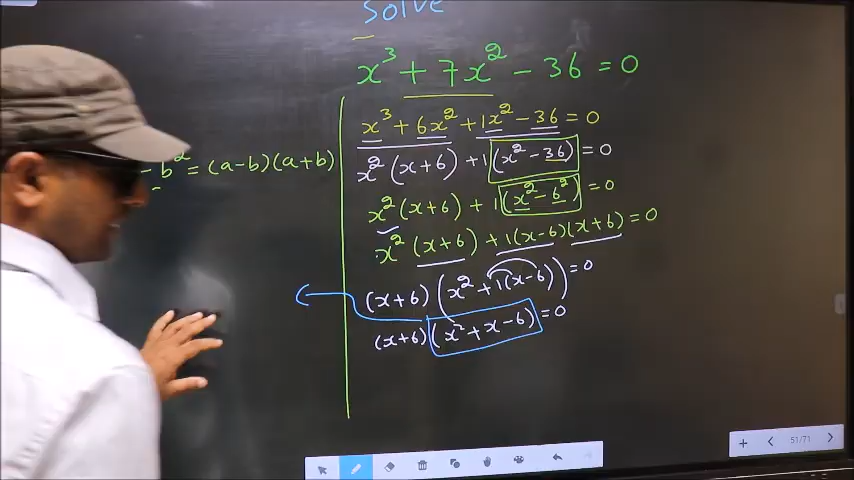 Solve
x³ + 7x² - 36 = 0
x³ + 6x² + 1x² - 36 = 0
x²(x+6) + 1(x² - 36) = 0
- b² = (a-b)(a+b)
x²(x+6) + 1(x² - 6²) = 0
x²(x+6) + 1(x-6)(x+6) = 0
(x+6)(x² + 1(x-6)) = 0
(x+6)(x² + x - 6) = 0
51/71